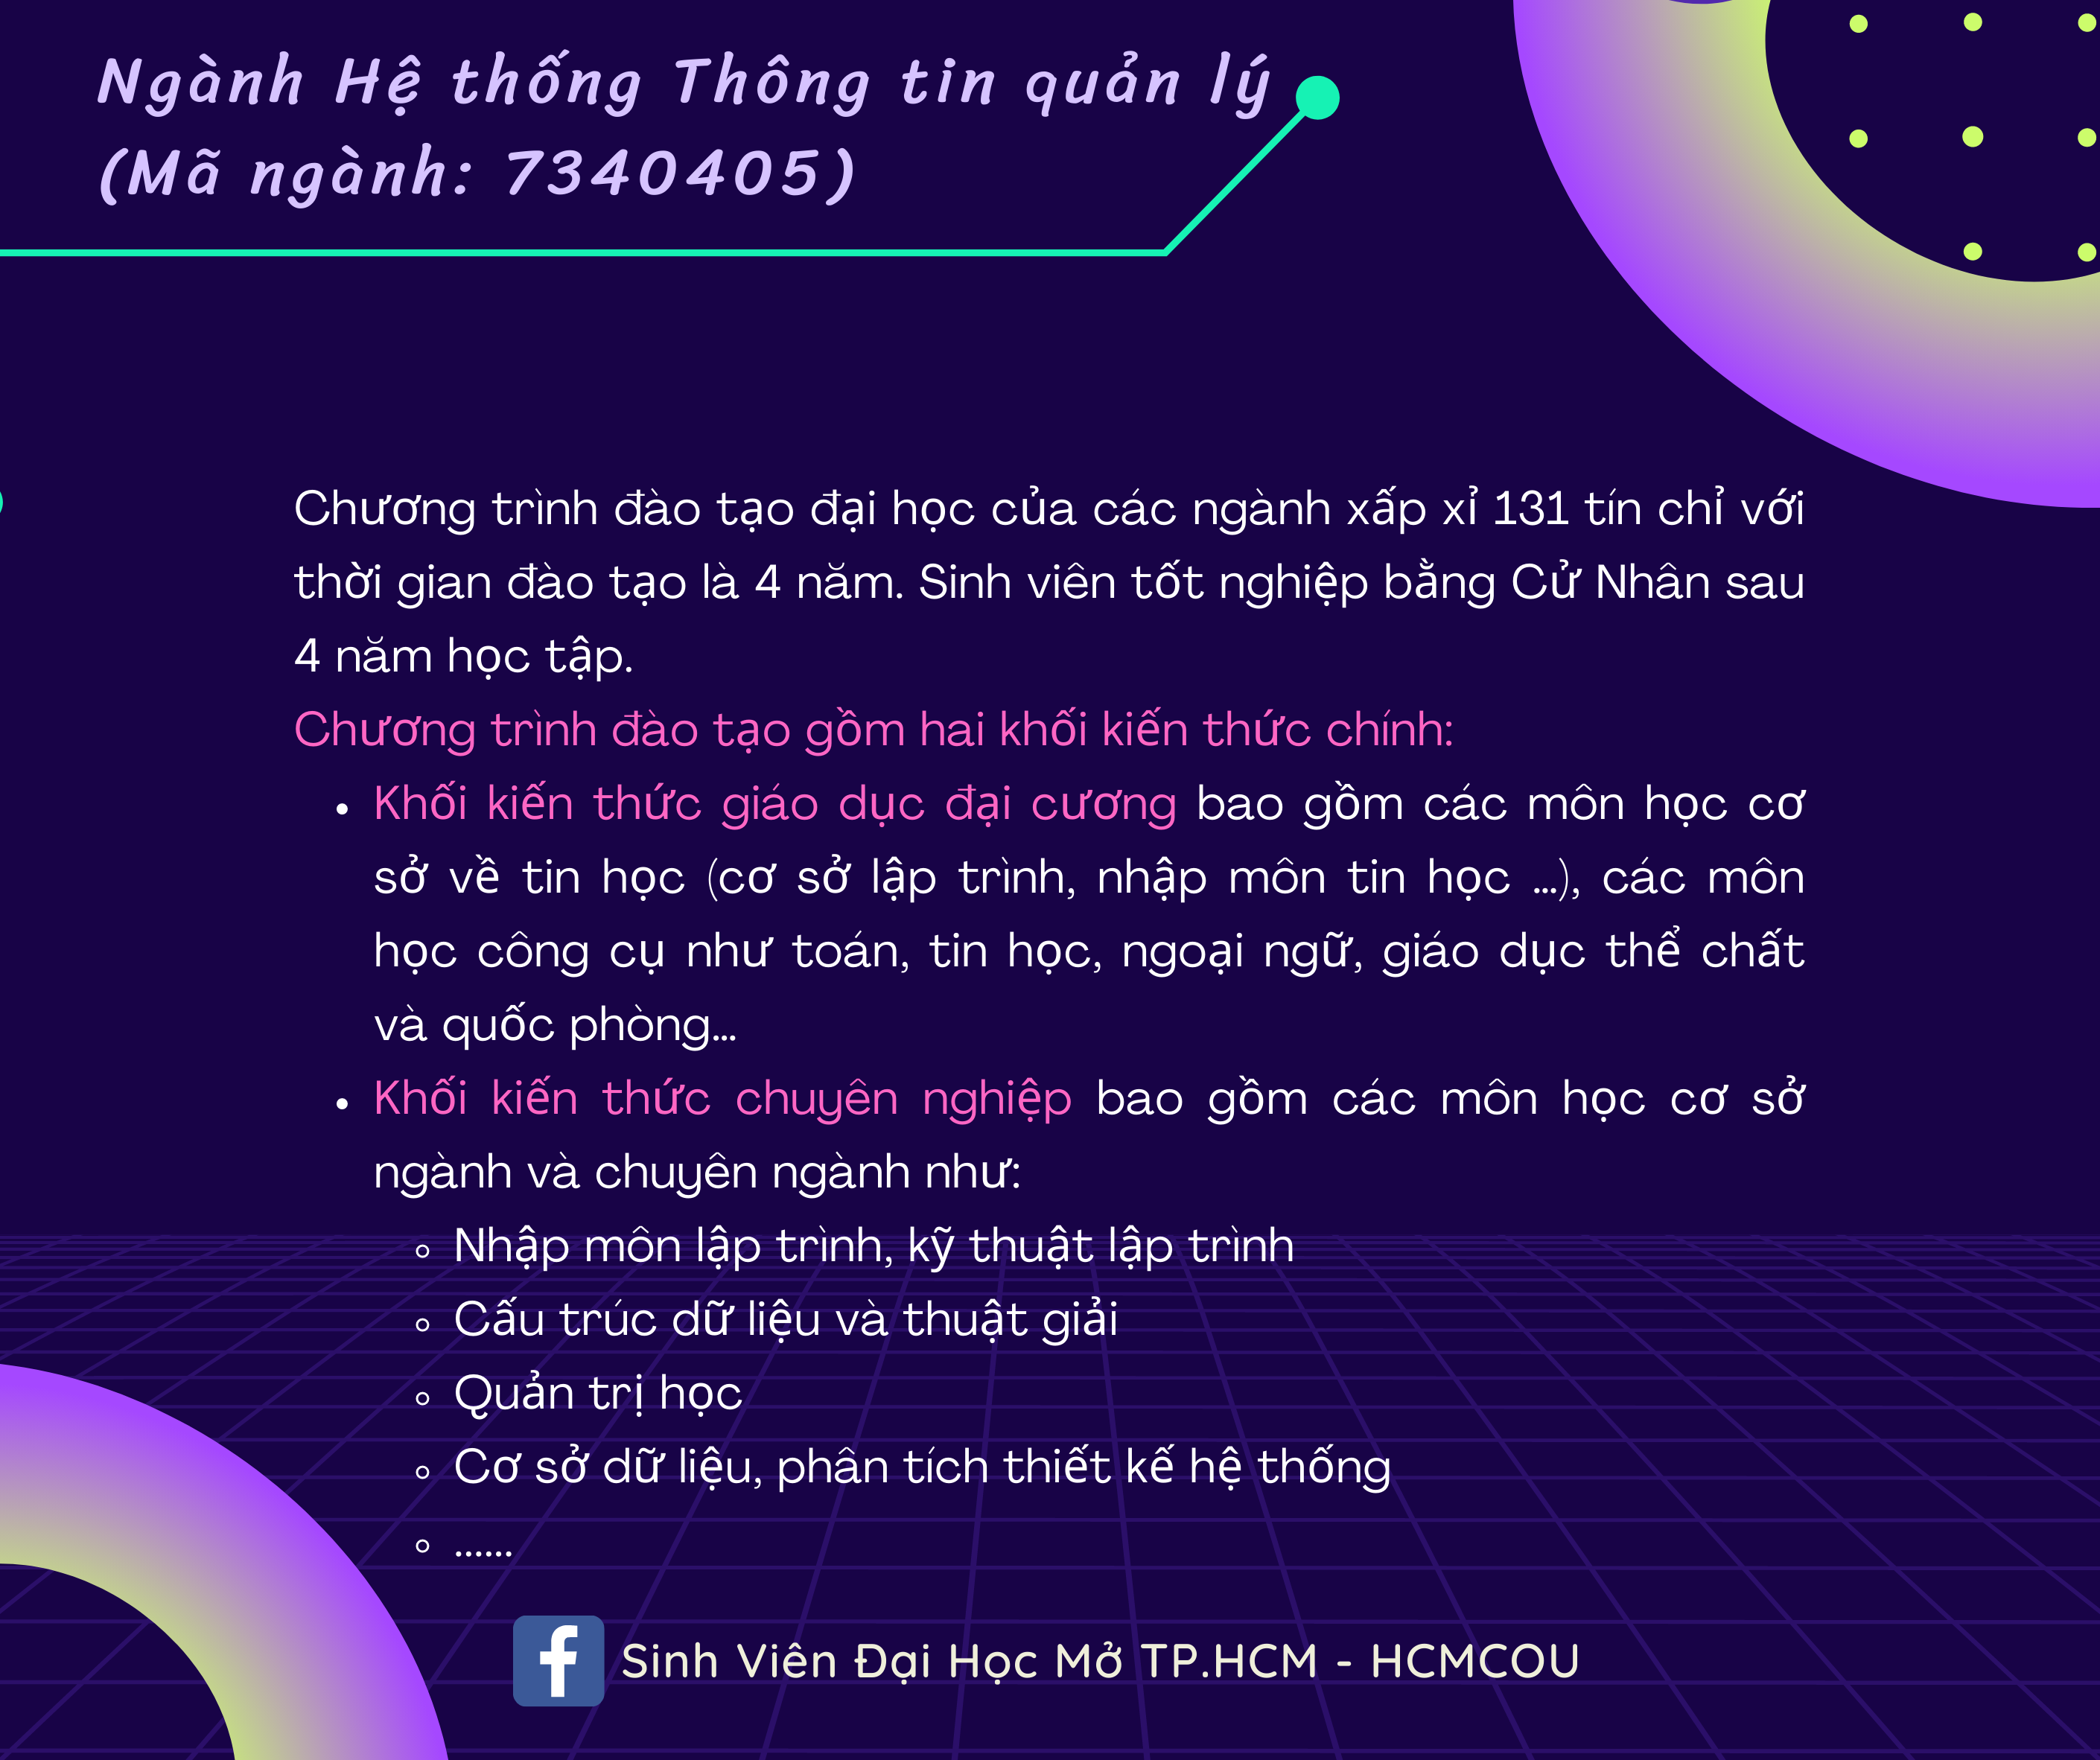 Ngành Hệ thống Thông tin quản lý
(Mã ngành: 7340405)
Chương trình đào tạo đại học của các ngành xấp xỉ 131 tín chỉ với
thời gian đào tạo là 4 năm. Sinh viên tốt nghiệp bằng Cử Nhân sau
4 năm học tập.
Chương trình đào tạo gồm hai khối kiến thức chính:
• Khối kiến thức giáo dục đại cương bao gồm các môn học cơ
sở về tin học (cơ sở lập trình, nhập môn tin học ...), các môn
học công cụ như toán, tin học, ngoại ngữ, giáo dục thể chất
và quốc phòng...
• Khối kiến thức chuyên nghiệp bao gồm các môn học cơ sở
ngành và chuyên ngành như:
◦ Nhập môn lập trình, kỹ thuật lập trình
◦ Cấu trúc dữ liệu và thuật giải
◦ Quản trị học
◦ Cơ sở dữ liệu, phân tích thiết kế hệ thống
◦ ......
f Sinh Viên Đại Học Mở TP.HCM - HCMCOU